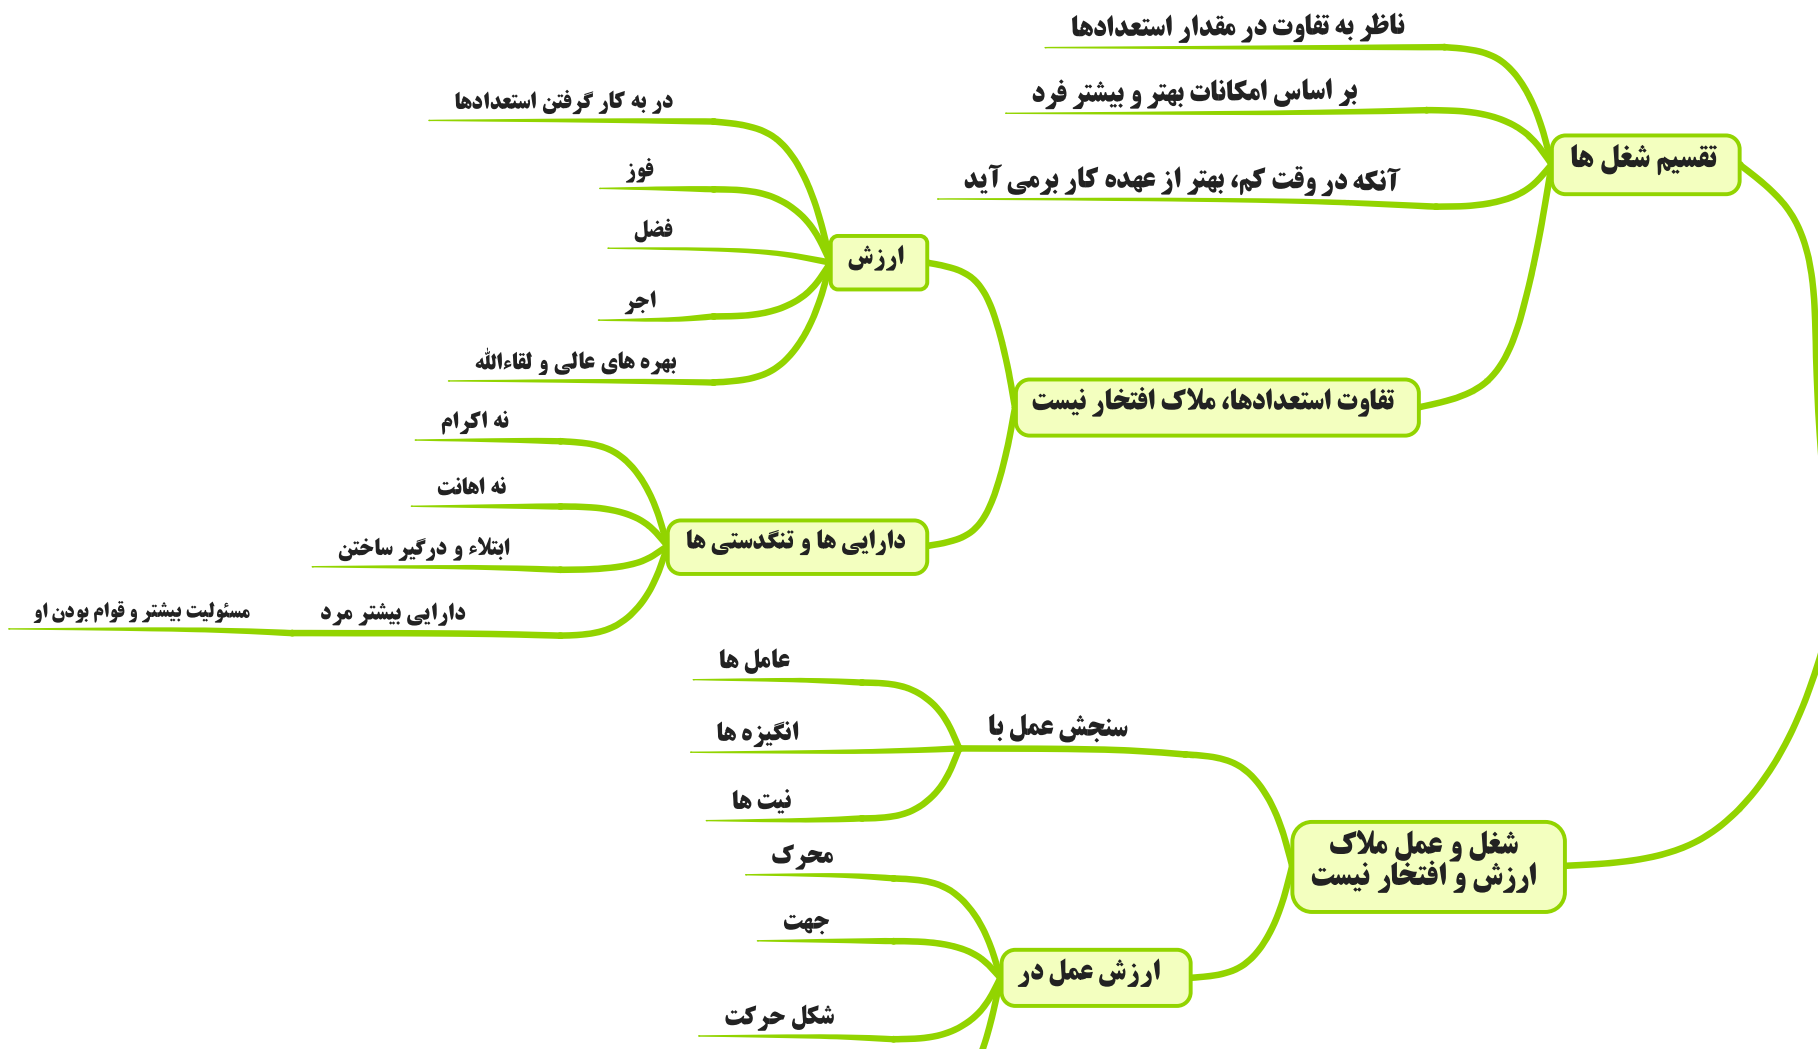 تقسیم شغل ها
ناظر به تفاوت در مقدار استعدادها
بر اساس امکانات بهتر و بیشتر فرد
آنکه در وقت کم، بهتر از عهده کار برمی آید
تفاوت استعدادها، ملاک افتخار نیست
ارزش
در به کار گرفتن استعدادها
فوز
فضل
اجر
بهره های عالی و لقاءالله
دارایی ها و تنگدستی ها
نه اکرام
نه اهانت
ابتلاء و درگیر ساختن
دارایی بیشتر مرد
مسئولیت بیشتر و قوام بودن او
شغل و عمل ملاک
ارزش و افتخار نیست
سنجش عمل با
عامل ها
انگیزه ها
نیت ها
ارزش عمل در
محرک
جهت
شکل حرکت